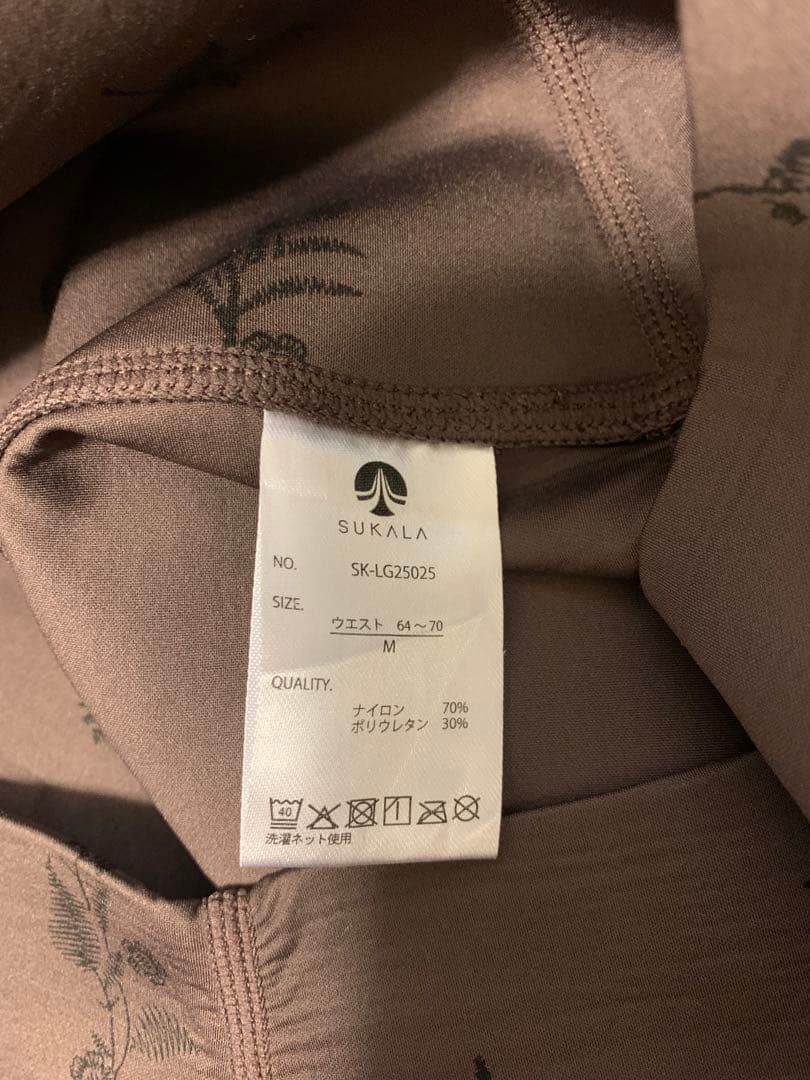 SUKALA
NO. SK-LG25025
SIZE. ウエスト 64～70
M
QUALITY.
ナイロン 70%
ポリウレタン 30%
40
洗濯ネット使用